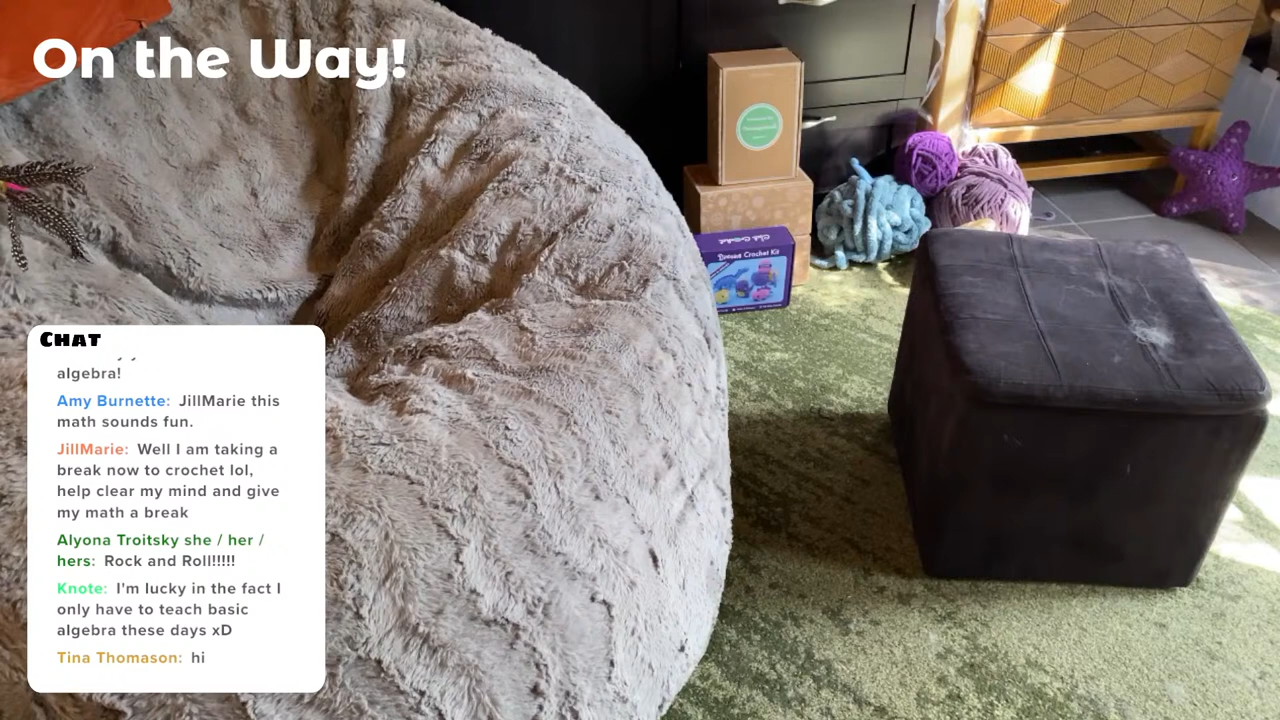 On the Way!
Chat
algebra!
Amy Burnette: JillMarie this
math sounds fun.
JillMarie: Well I am taking a
break now to crochet lol,
help clear my mind and give
my math a break
Alyona Troitsky she / her /
hers: Rock and Roll!!!!!
Knote: I'm lucky in the fact I
only have to teach basic
algebra these days xD
Tina Thomason: hi
Crochet Kit